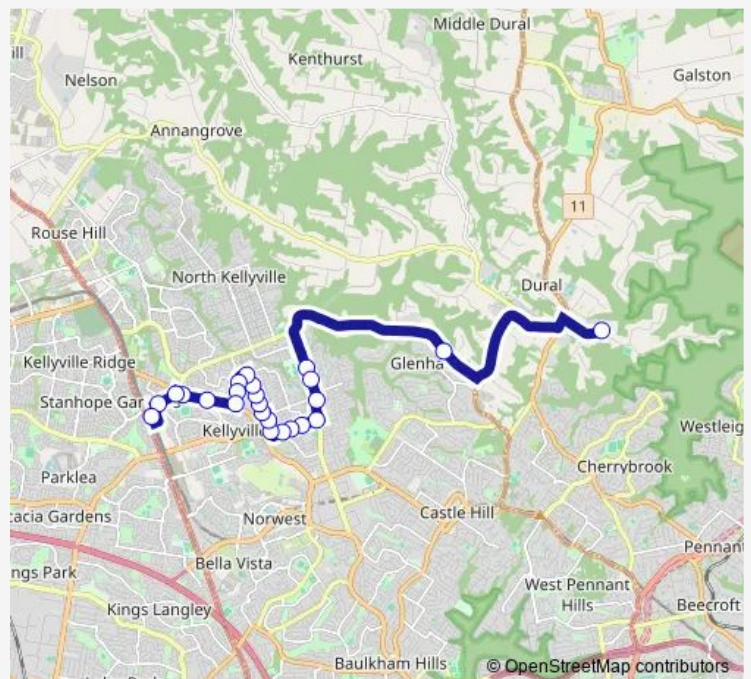 Middle Dural
ill
Kenthurst
Nelson
Galston
Annangrove
11
Rouse Hill
North Kellyville
Dural
Kellyville Ridge
Glenha
Stanhope Gar
s
Kellyville
Westleig
Parklea
Cherrybrook
cacia Gardens
Norwest
Castle Hill
Pennant
Bella Vista
ngs Park
West Pennant
Hills
Kings Langley
Beecroft
Baulkham Hills
© OpenStreetMap contributors